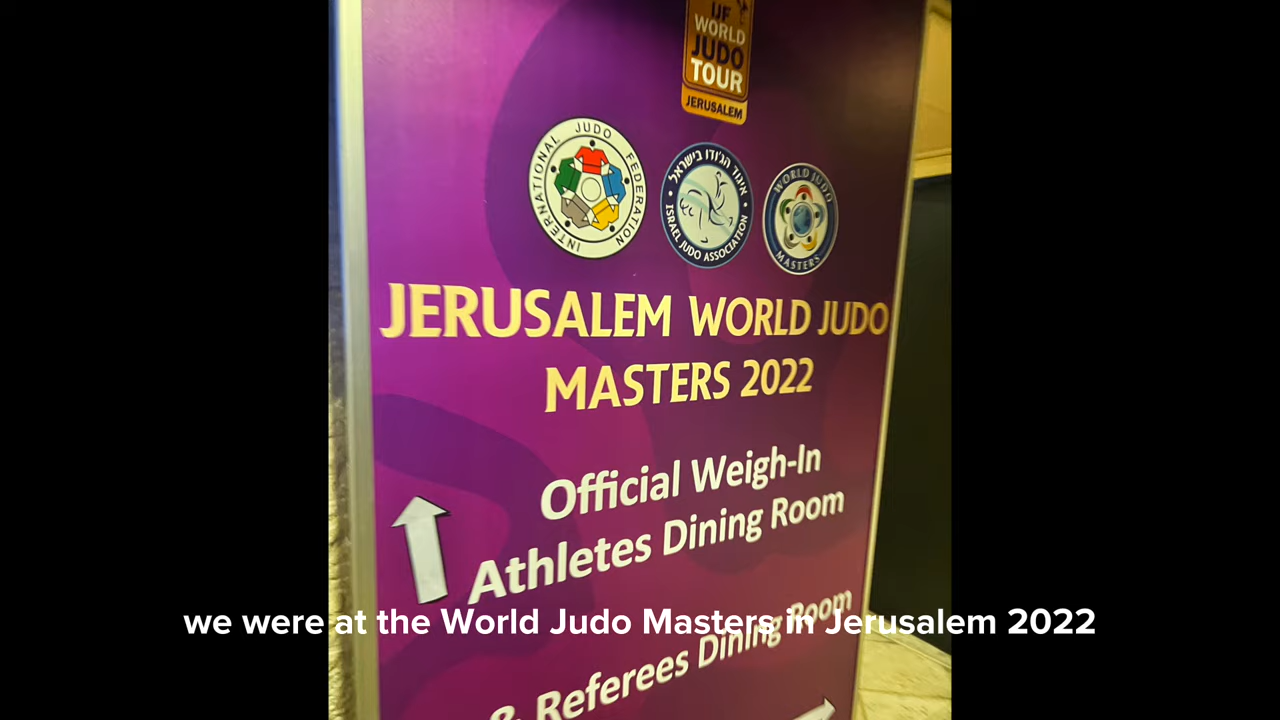 IJF
WORLD
JUDO
TOUR
JERUSALEM
INTERNATIONAL JUDO FEDERATION
איגוד הג'ודו בישראל
ISRAEL JUDO ASSOCIATION
WORLD JUDO
MASTERS
JERUSALEM WORLD JUDO
MASTERS 2022
Official Weigh-In
Athletes Dining Room
& Referees Dining Room
we were at the World Judo Masters in Jerusalem 2022